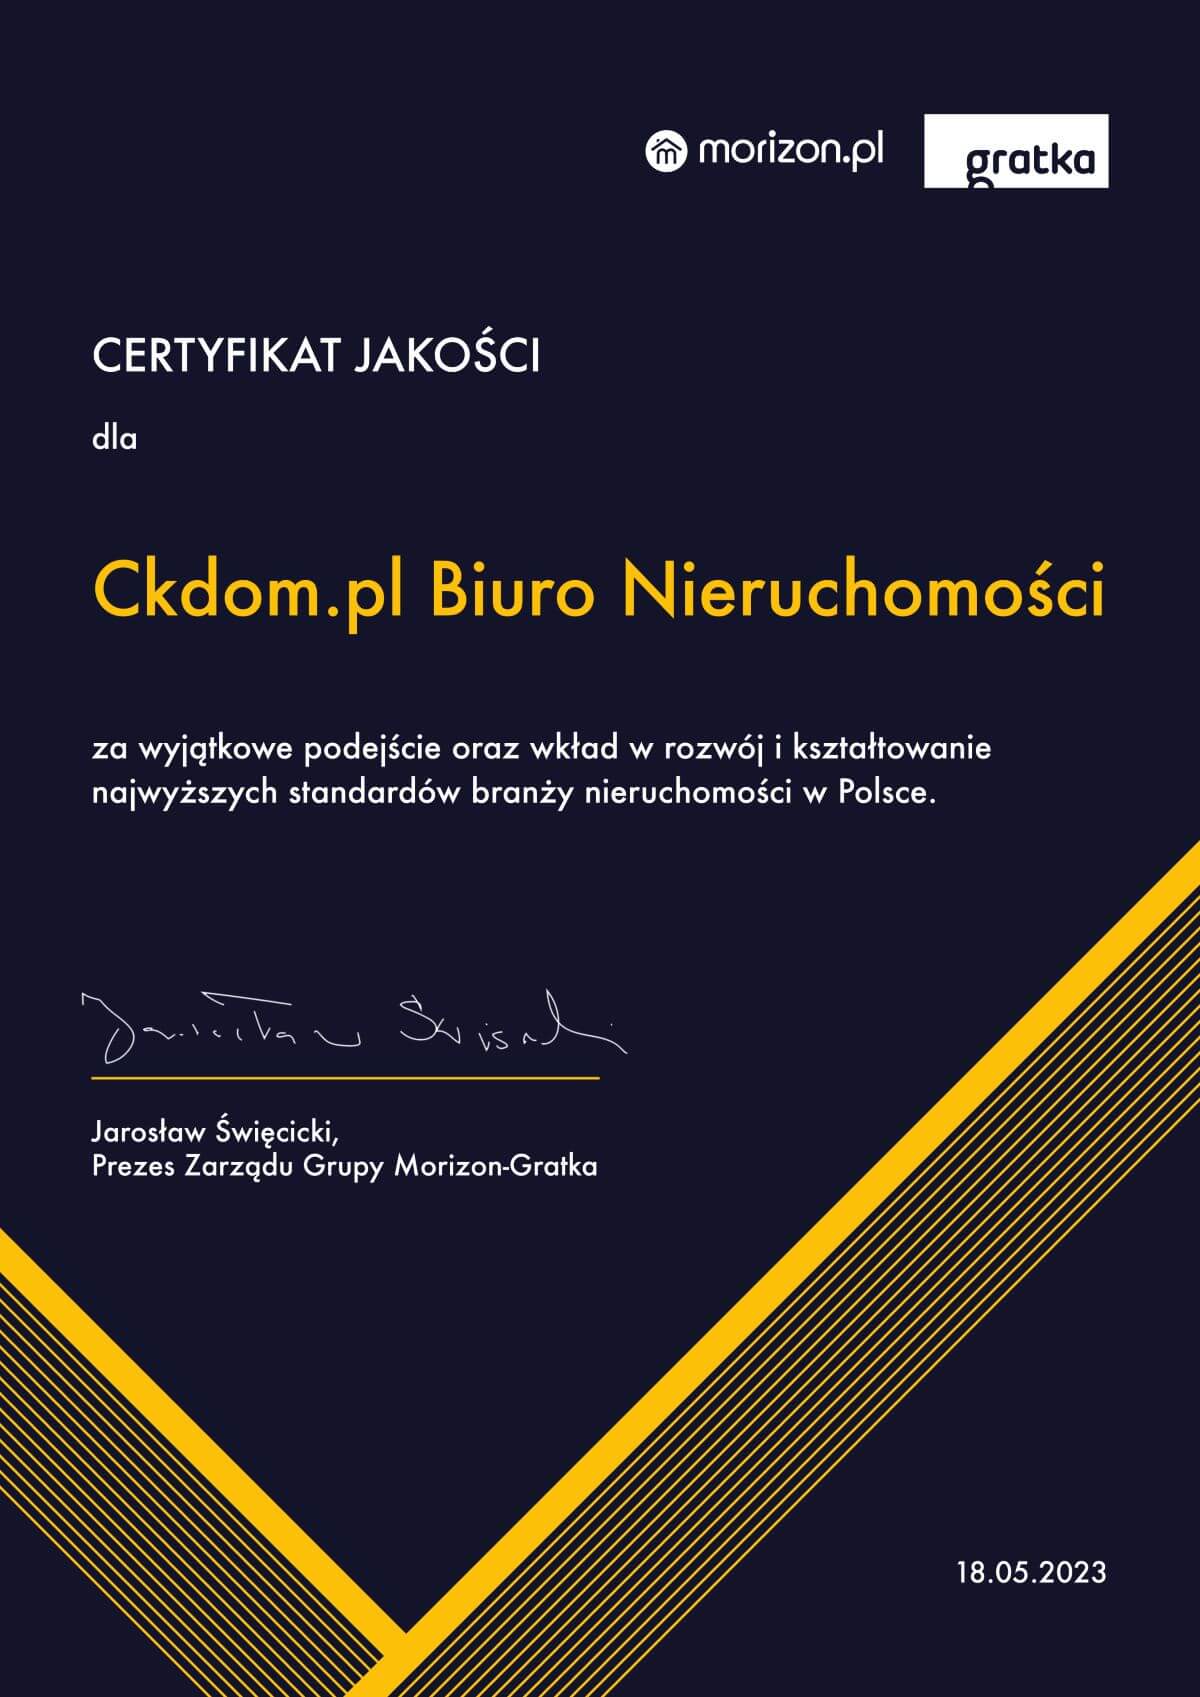 morizon.pl gratka
CERTYFIKAT JAKOŚCI
dla
Ckdom.pl Biuro Nieruchomości
za wyjątkowe podejście oraz wkład w rozwój i kształtowanie
najwyższych standardów branży nieruchomości w Polsce.
Jarosław Święcicki,
Prezes Zarządu Grupy Morizon-Gratka
18.05.2023